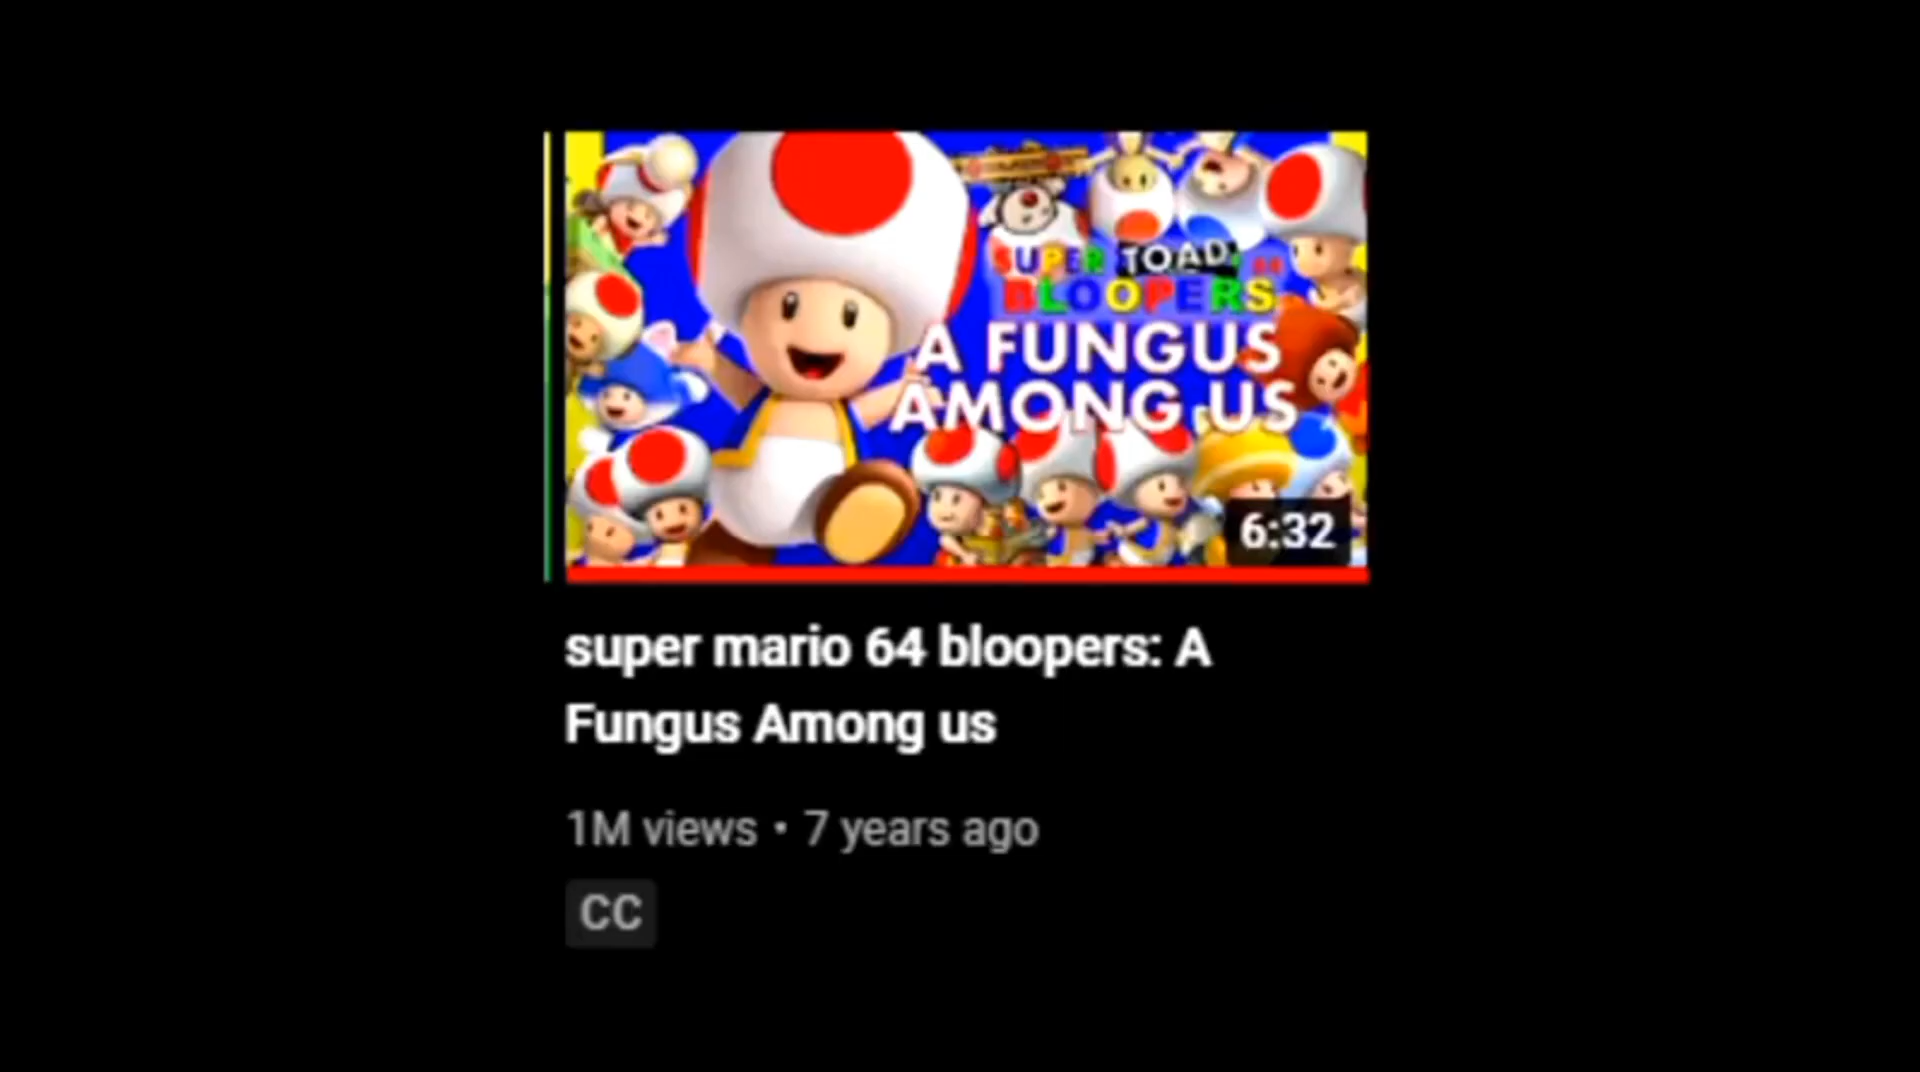 SUPER TOAD 64
BLOOPERS
A FUNGUS
AMONG US
6:32
super mario 64 bloopers: A
Fungus Among us
1M views • 7 years ago
CC